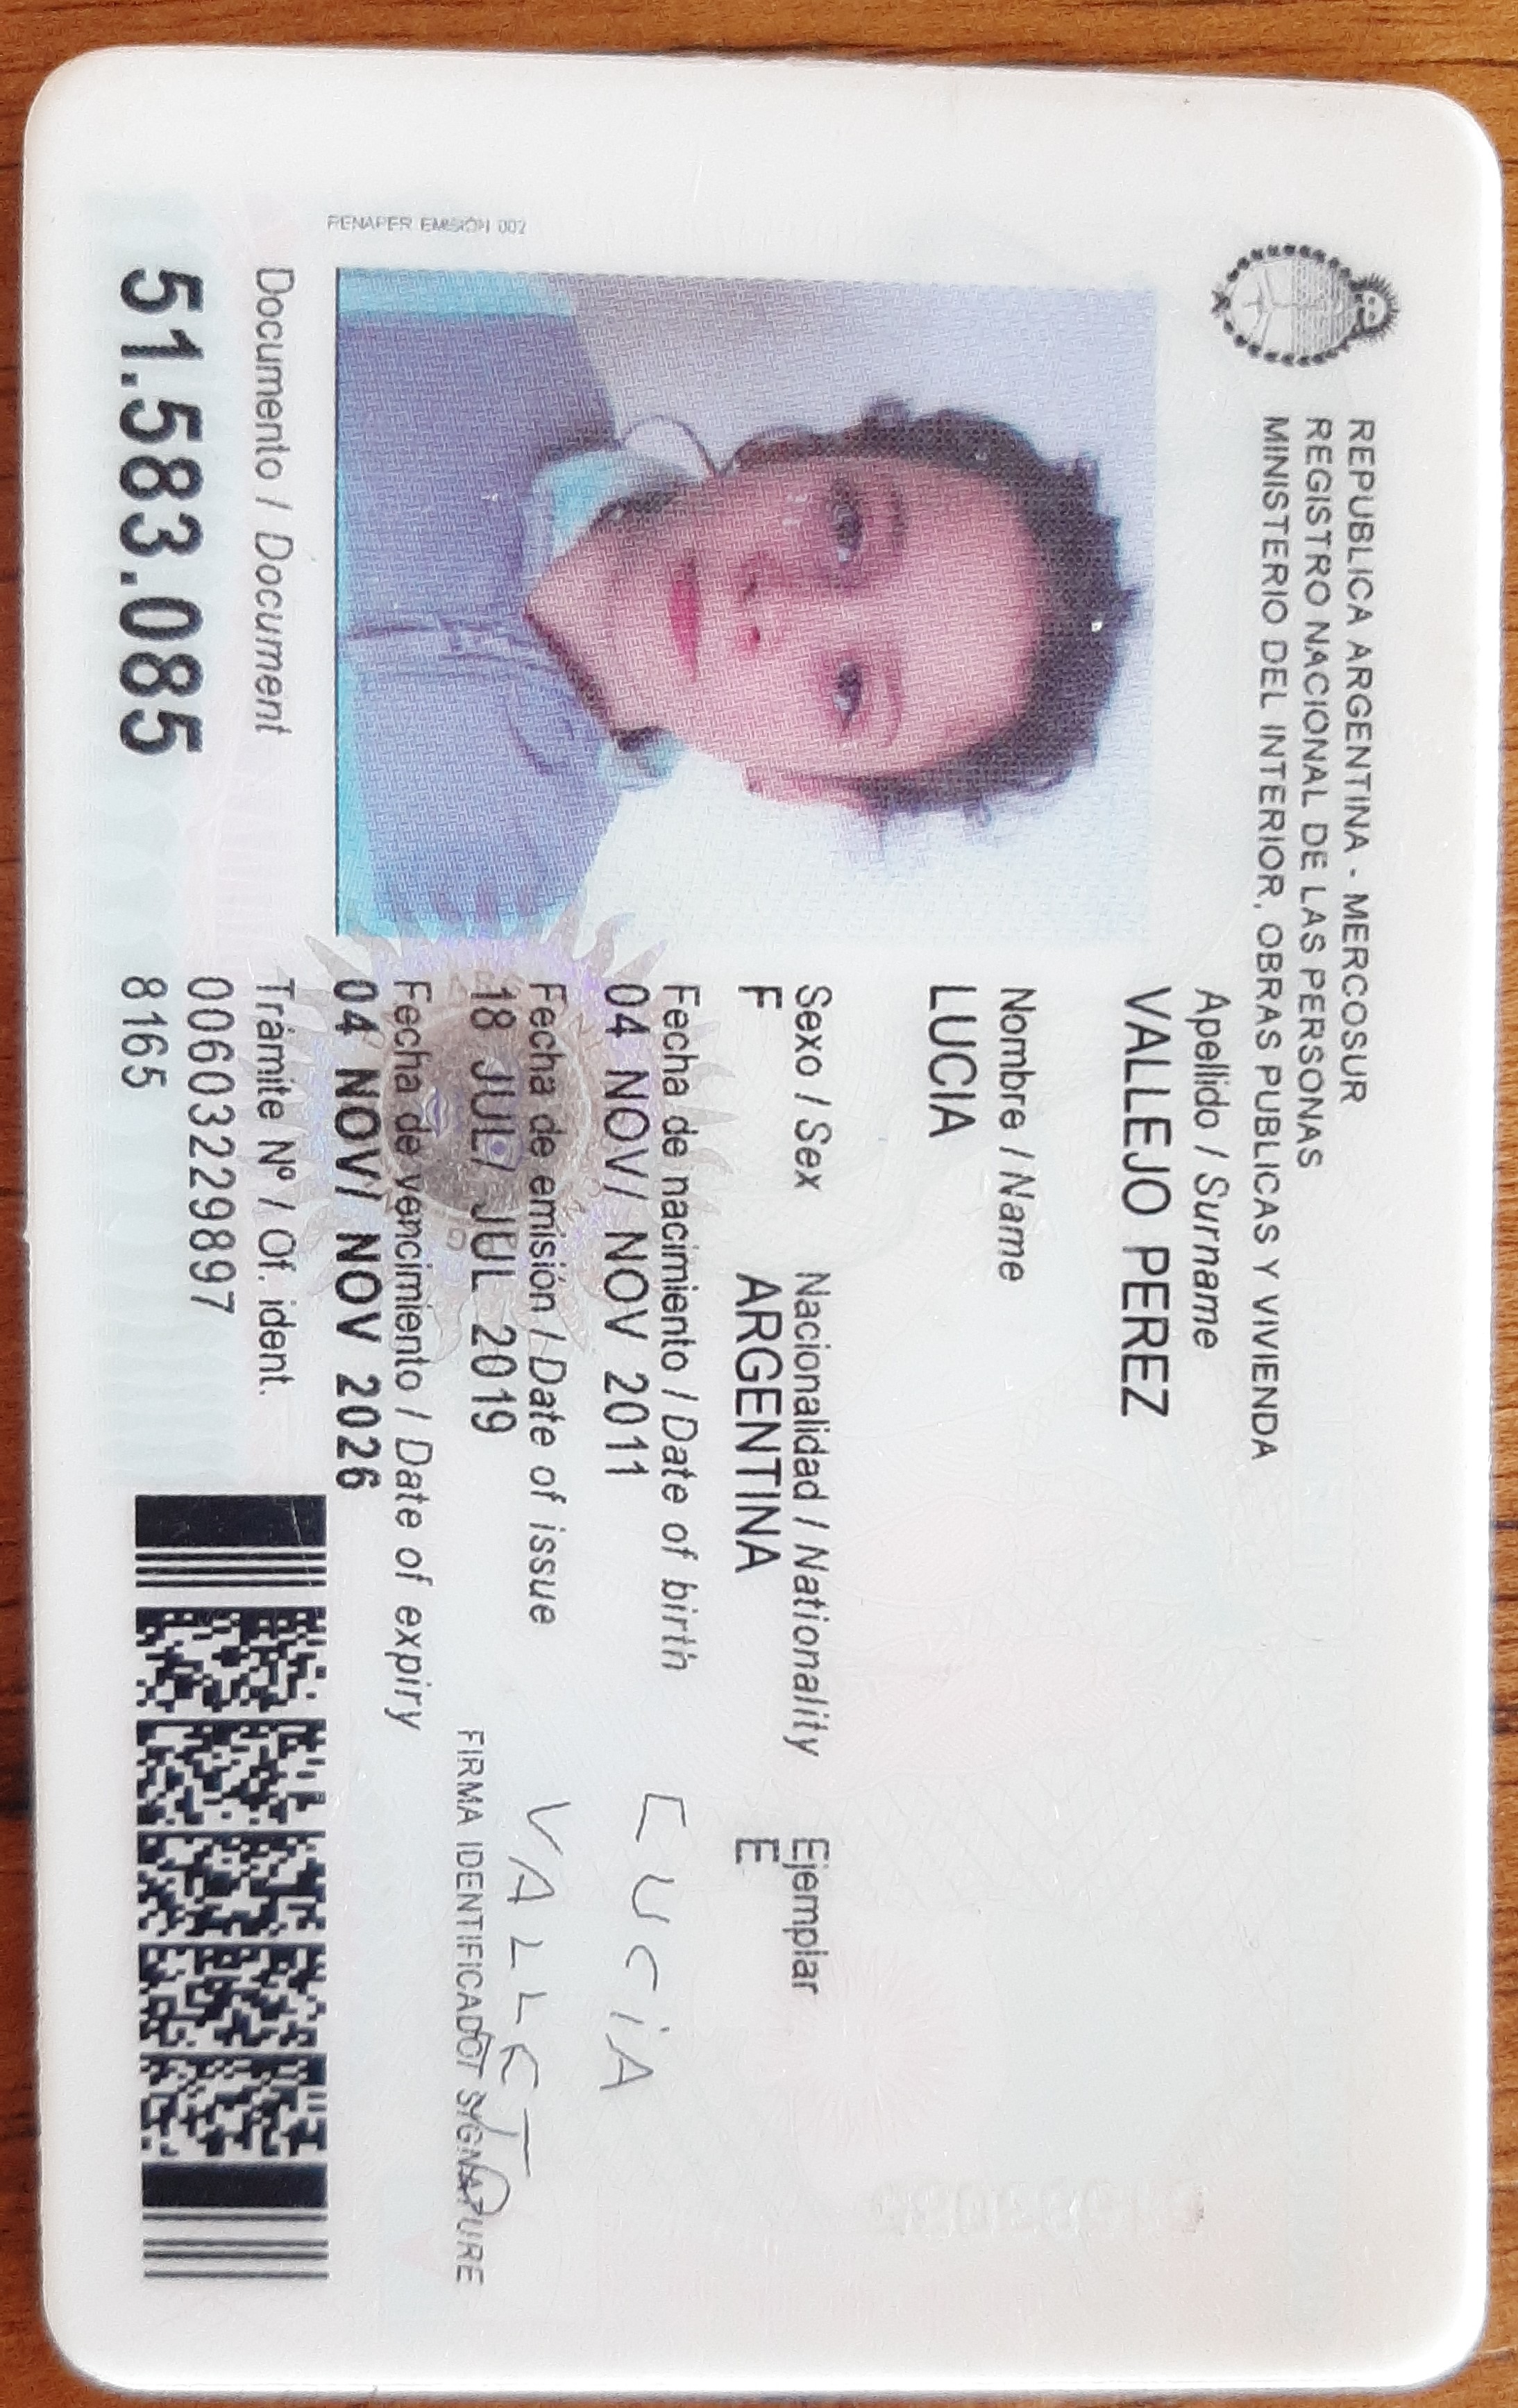 REPUBLICA ARGENTINA - MERCOSUR
REGISTRO NACIONAL DE LAS PERSONAS
MINISTERIO DEL INTERIOR, OBRAS PUBLICAS Y VIVIENDA
RENAPER EMISIÓN 002
Apellido / Surname
VALLEJO PEREZ
Nombre / Name
LUCIA
Sexo / Sex Nacionalidad / Nationality Ejemplar
F ARGENTINA E
Fecha de nacimiento / Date of birth
04 NOV/ NOV 2011
Fecha de emisión / Date of issue
18 JUL/ JUL 2019
Fecha de vencimiento / Date of expiry
04 NOV/ NOV 2026
LUCiA
VALLEJO
FIRMA IDENTIFICADO/ SIGNATURE
Documento / Document
51.583.085
Trámite Nº / Of. ident.
00603229897
8165